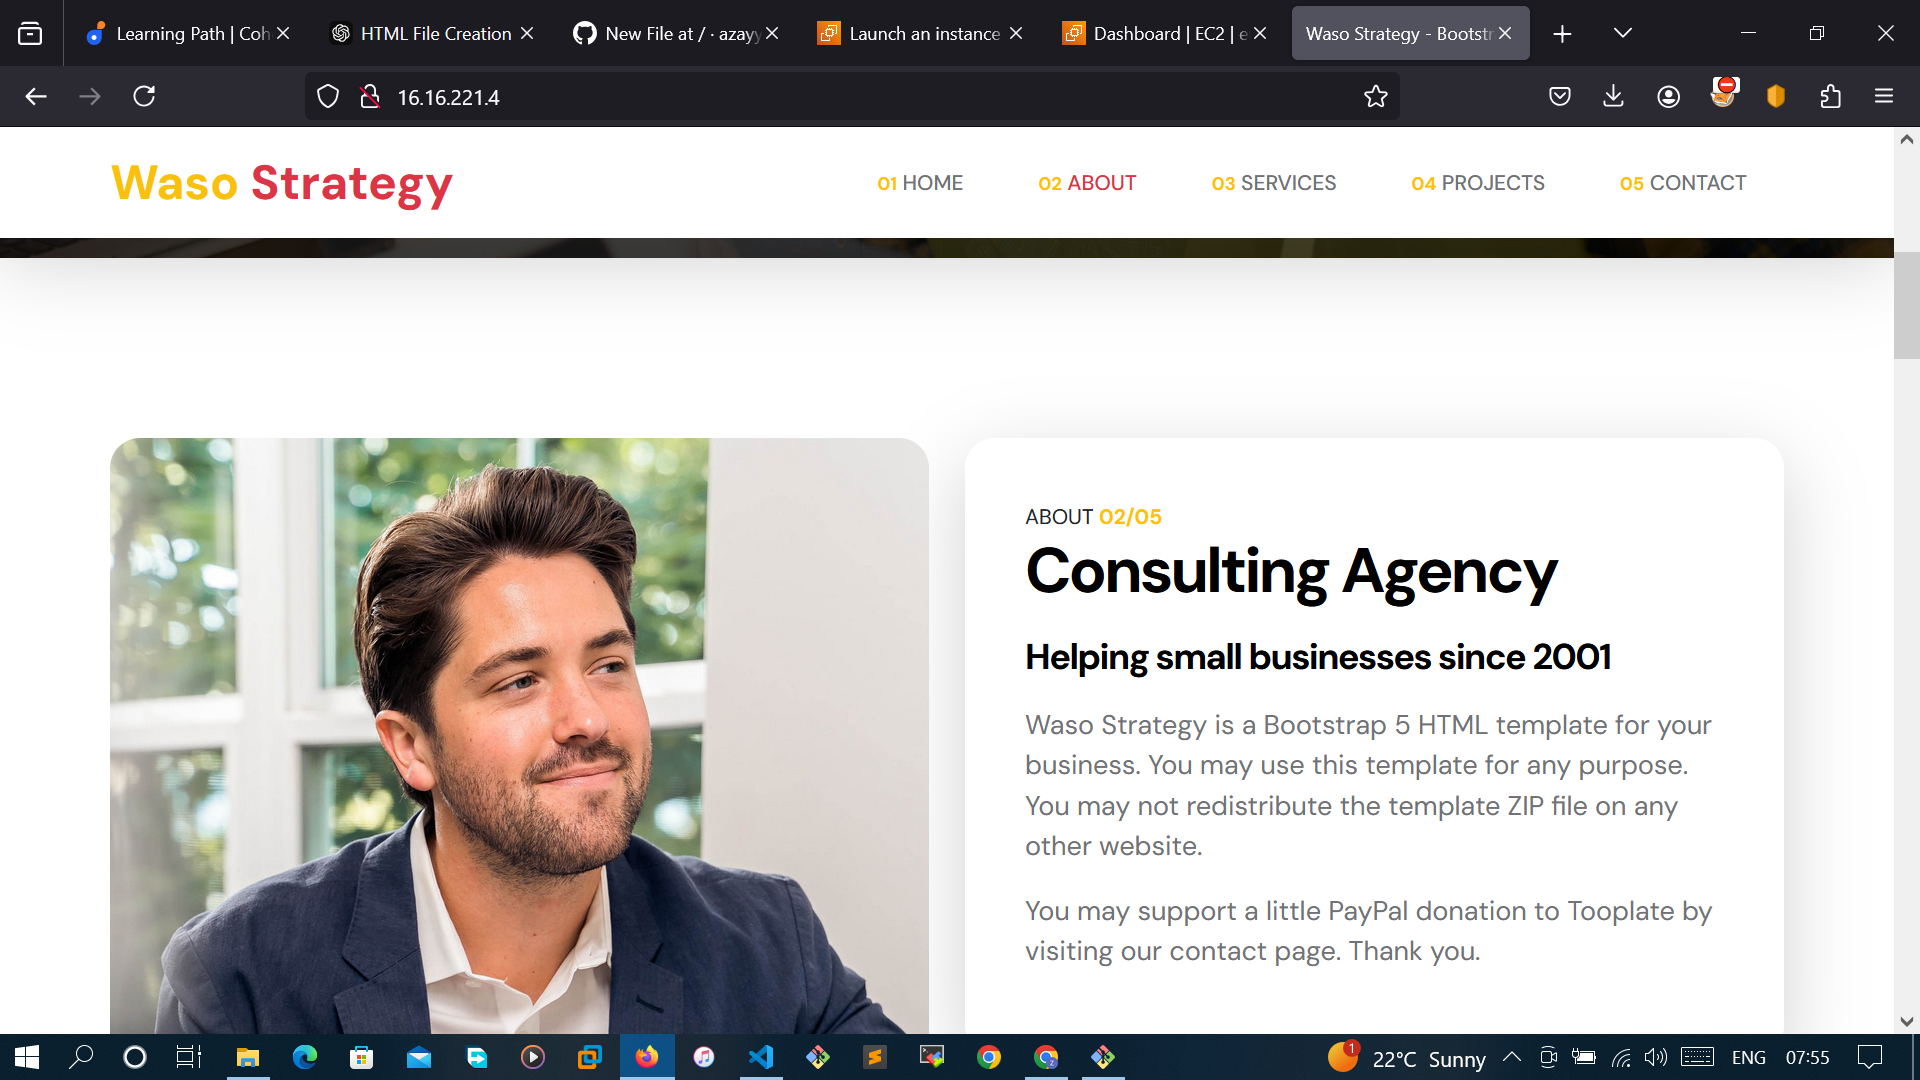 Learning Path | Coh
HTML File Creation
New File at / · azayy
Launch an instance
Dashboard | EC2 | e
Waso Strategy - Bootstr
16.16.221.4
Waso Strategy
01 HOME
02 ABOUT
03 SERVICES
04 PROJECTS
05 CONTACT
ABOUT 02/05
Consulting Agency
Helping small businesses since 2001
Waso Strategy is a Bootstrap 5 HTML template for your
business. You may use this template for any purpose.
You may not redistribute the template ZIP file on any
other website.
You may support a little PayPal donation to Tooplate by
visiting our contact page. Thank you.
1
22°C Sunny
ENG
07:55